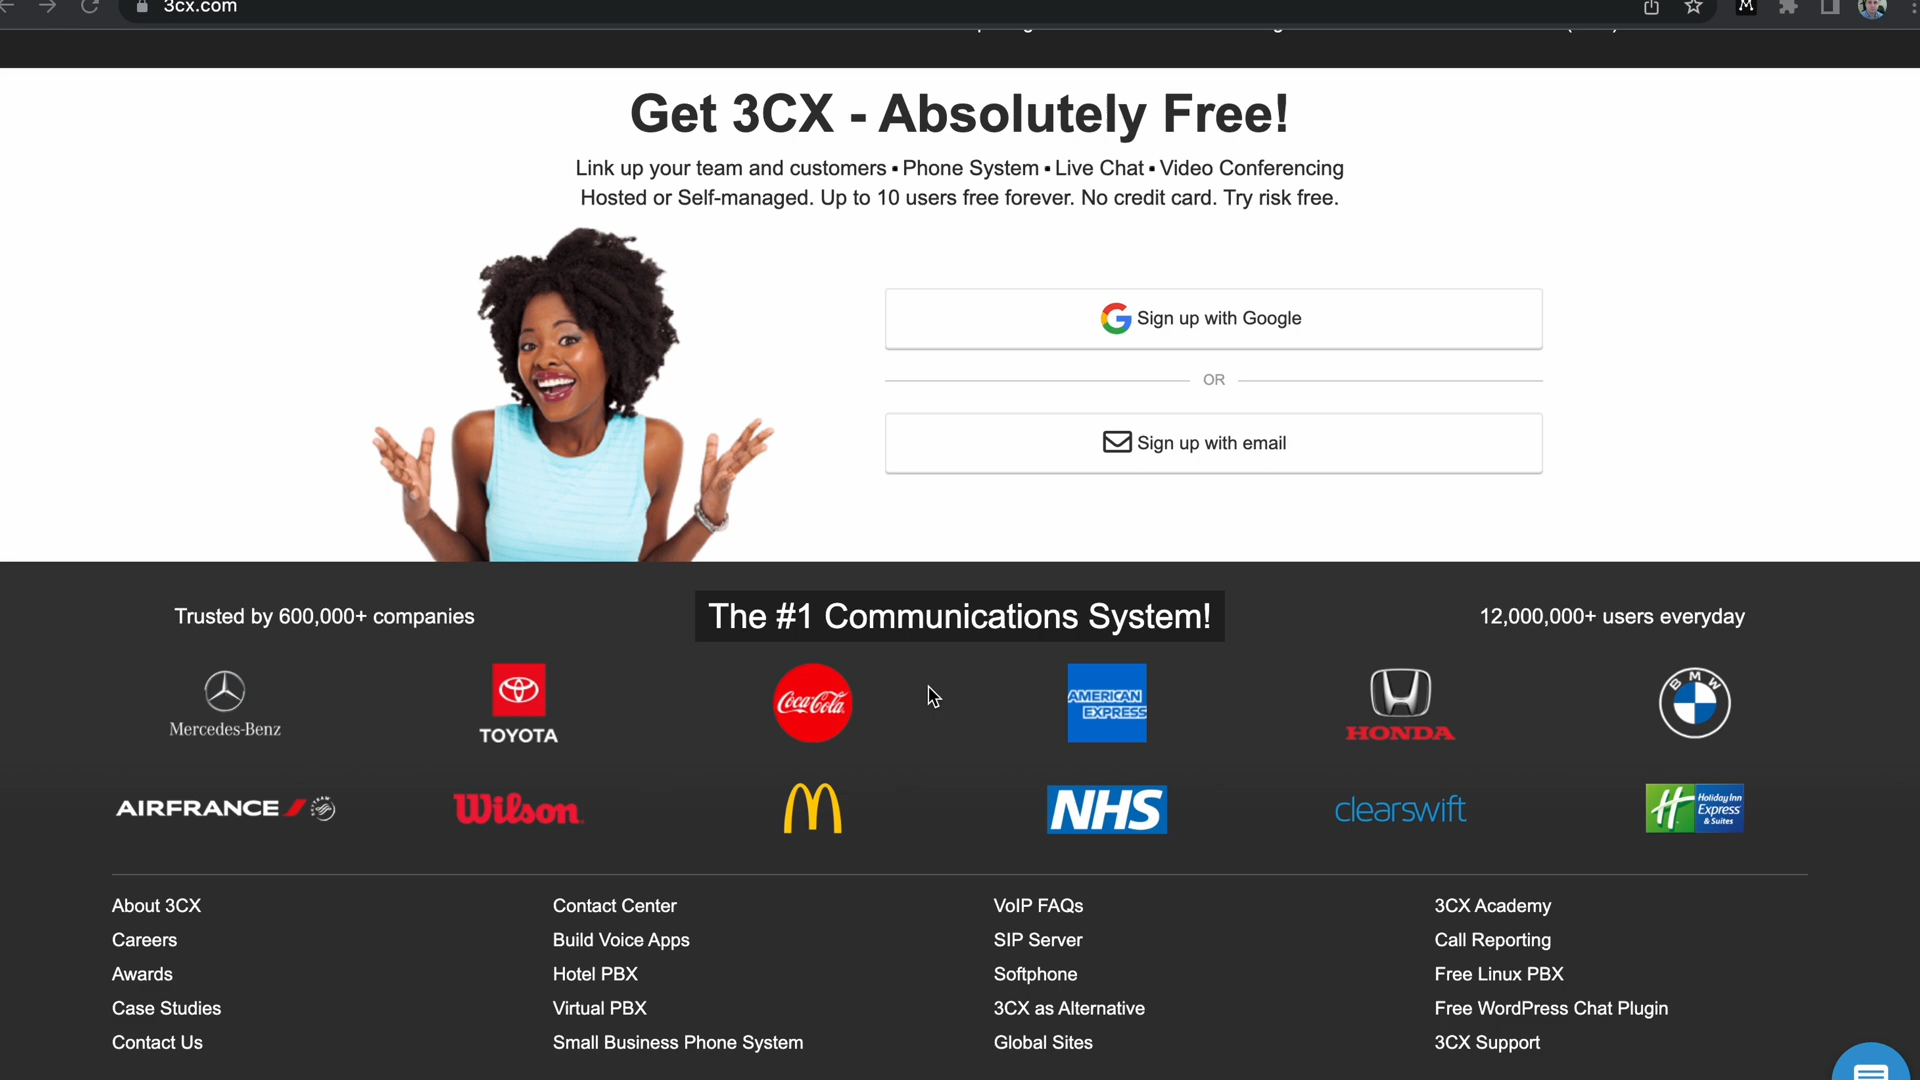 3cx.com
M
Get 3CX - Absolutely Free!
Link up your team and customers ▪ Phone System ▪ Live Chat ▪ Video Conferencing
Hosted or Self-managed. Up to 10 users free forever. No credit card. Try risk free.
G Sign up with Google
OR
Sign up with email
Trusted by 600,000+ companies
The #1 Communications System!
12,000,000+ users everyday
Mercedes-Benz
TOYOTA
Coca-Cola
AMERICAN
EXPRESS
HONDA
BMW
AIRFRANCE
Wilson.
NHS
clearswift
H Holiday Inn
Express
& Suites
About 3CX
Contact Center
VoIP FAQs
3CX Academy
Careers
Build Voice Apps
SIP Server
Call Reporting
Awards
Hotel PBX
Softphone
Free Linux PBX
Case Studies
Virtual PBX
3CX as Alternative
Free WordPress Chat Plugin
Contact Us
Small Business Phone System
Global Sites
3CX Support